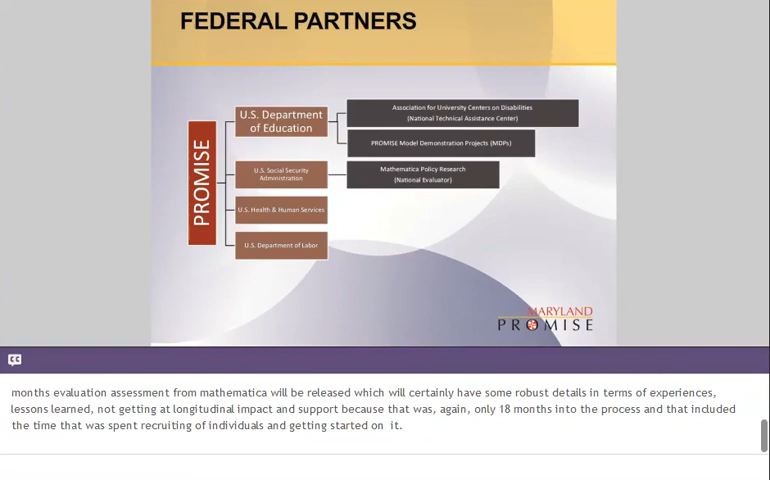 FEDERAL PARTNERS
PROMISE
U.S. Department
of Education
Association for University Centers on Disabilities
(National Technical Assistance Center)
PROMISE Model Demonstration Projects (MDPs)
U.S. Social Security
Administration
Mathematica Policy Research
(National Evaluator)
U.S. Health & Human Services
U.S. Department of Labor
MARYLAND
PROMISE
CC
months evaluation assessment from mathematica will be released which will certainly have some robust details in terms of experiences,
lessons learned, not getting at longitudinal impact and support because that was, again, only 18 months into the process and that included
the time that was spent recruiting of individuals and getting started on it.